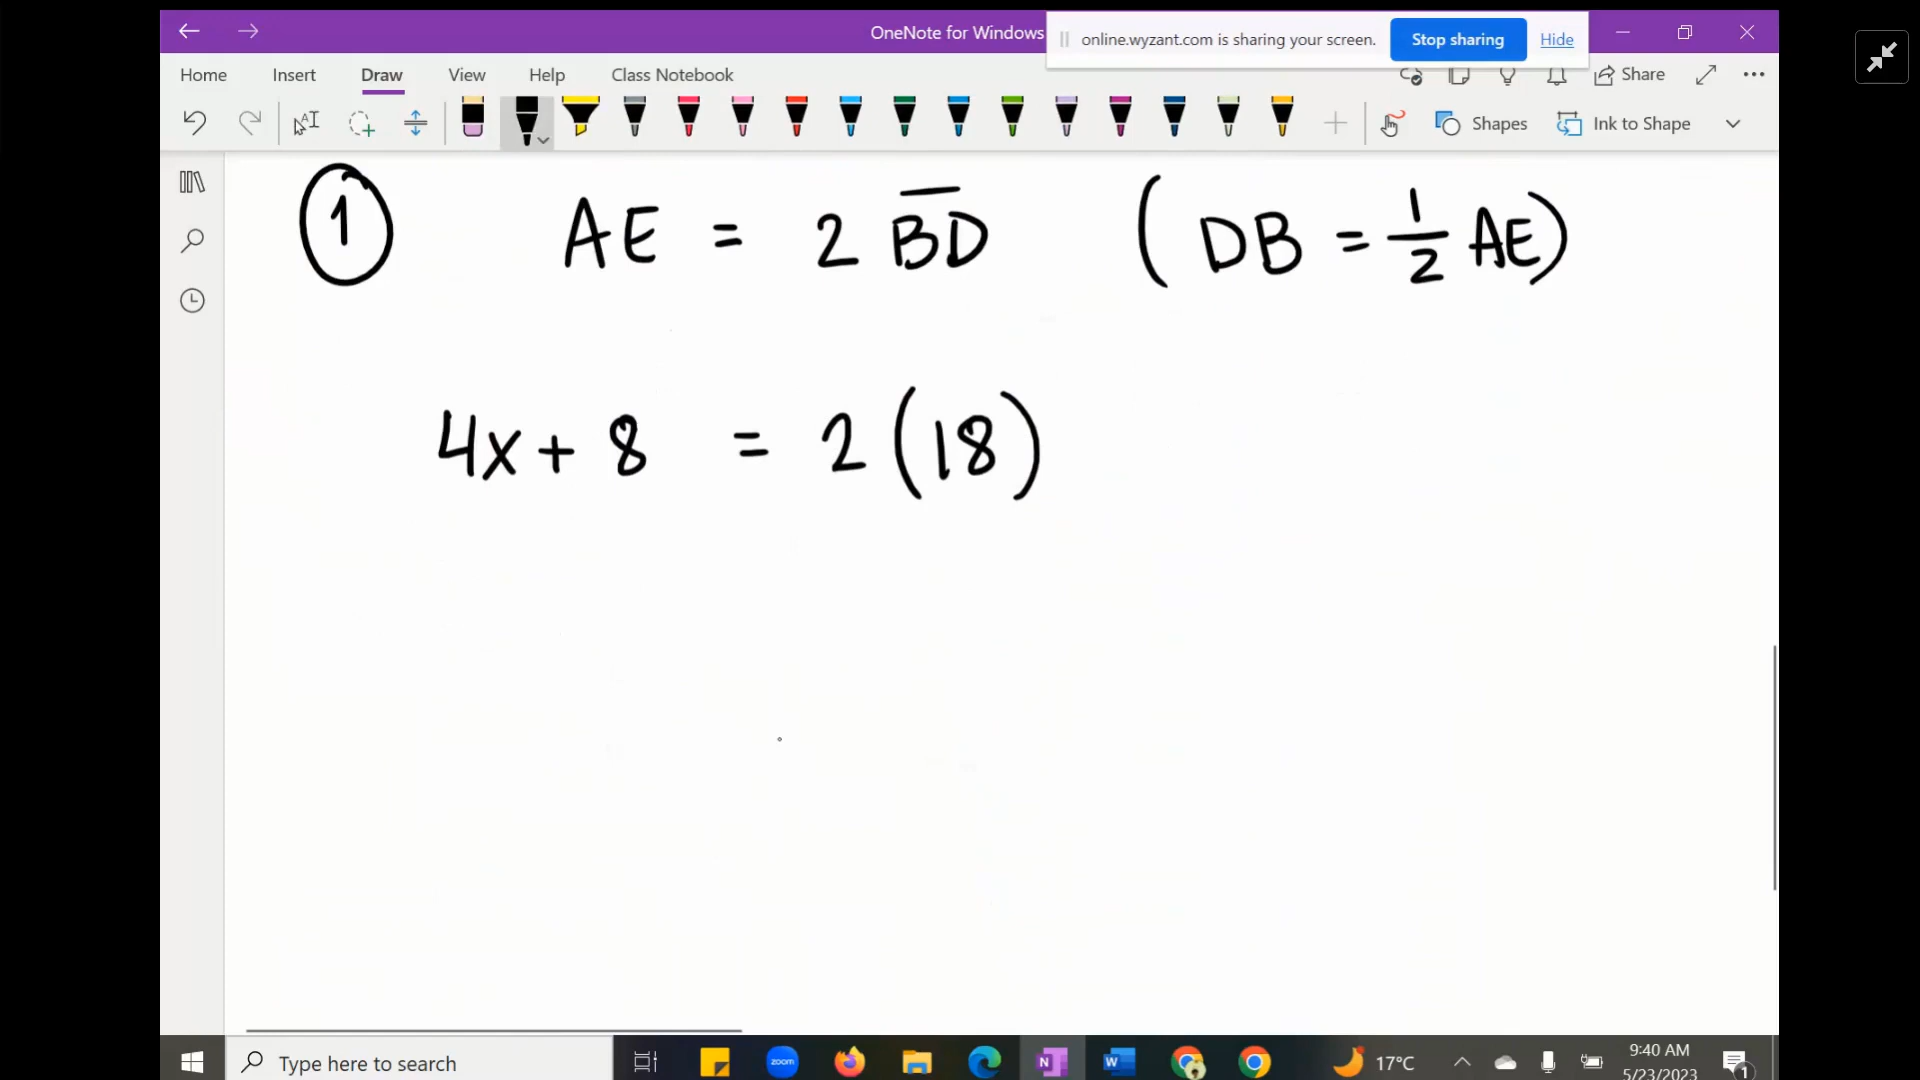 OneNote for Windows
online.wyzant.com is sharing your screen. Stop sharing Hide
Home Insert Draw View Help Class Notebook Share
Shapes Ink to Shape
1 AE = 2 BD ( DB = 1/2 AE)
4x + 8 = 2 (18)
Type here to search
zoom
N
W
17°C
9:40 AM
5/23/2023
1